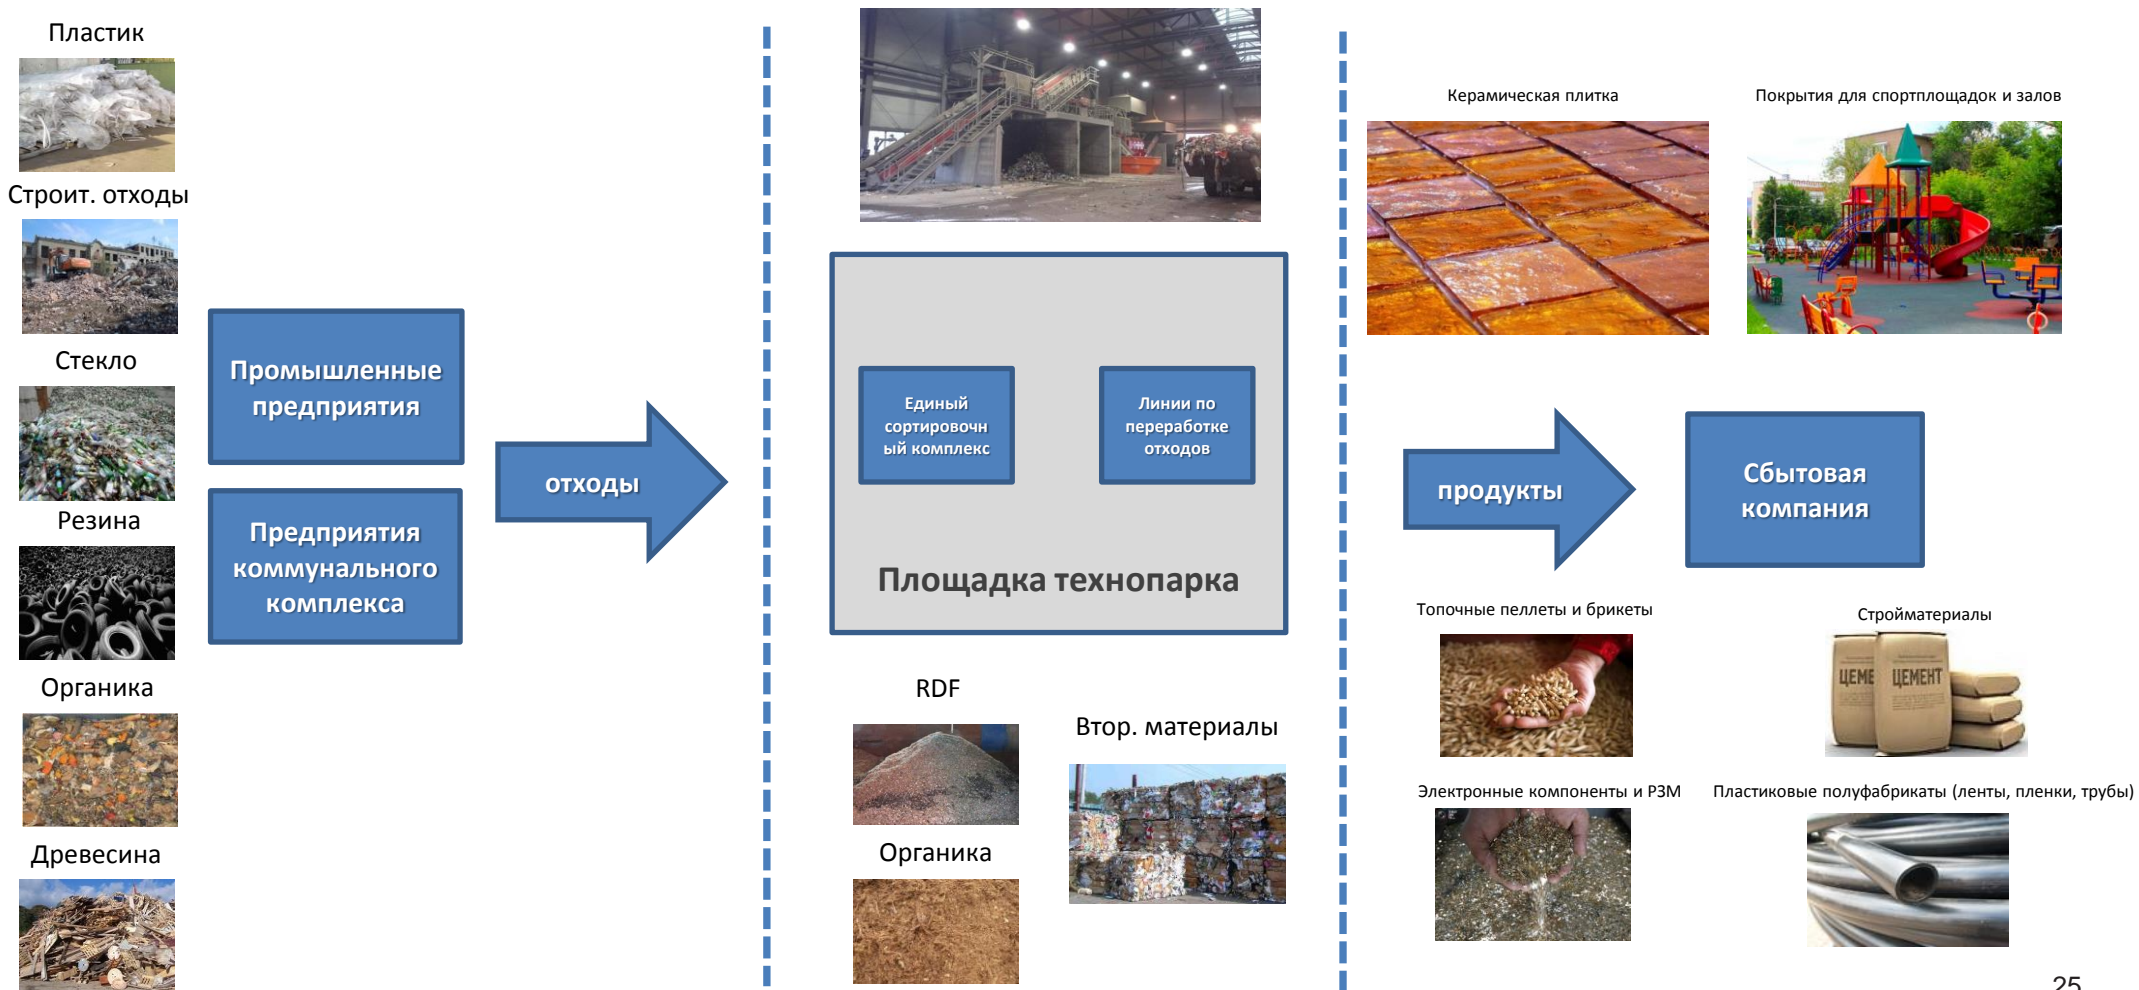 Пластик
Строит. отходы
Стекло
Резина
Органика
Древесина
Промышленные
предприятия
Предприятия
коммунального
комплекса
отходы
Единый
сортировочн
ый комплекс
Линии по
переработке
отходов
Площадка технопарка
RDF
Втор. материалы
Органика
Керамическая плитка
Покрытия для спортплощадок и залов
продукты
Сбытовая
компания
Топочные пеллеты и брикеты
Стройматериалы
ЦЕМЕ
ЦЕМЕНТ
Электронные компоненты и РЗМ
Пластиковые полуфабрикаты (ленты, пленки, трубы)
25